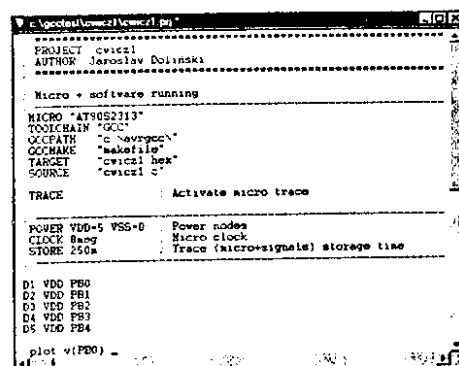 c:\gcctest\cwicz1\cwicz1.prj *
PROJECT cwicz1
AUTHOR Jaroslaw Doliński
Micro + software running
MICRO "AT90S2313"
TOOLCHAIN "GCC"
GCCPATH "c:\avrgcc\"
GCCMAKE "makefile"
TARGET "cwicz1.hex"
SOURCE "cwicz1.c"
TRACE ; Activate micro trace
POWER VDD=5 VSS=0 ; Power nodes
CLOCK 8meg ; Micro clock
STORE 250m ; Trace (micro+signals) storage time
D1 VDD PB0
D2 VDD PB1
D3 VDD PB2
D4 VDD PB3
D5 VDD PB4
plot v(PB0) _